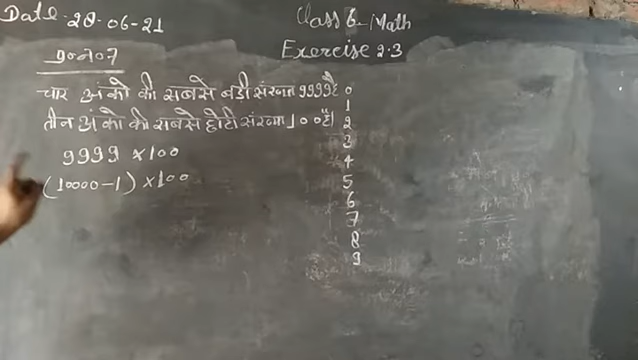 Date - 28-06-21
Class 6 - Math
Exercise 2.3
प्र०न०7
चार अंको की सबसे बड़ी संख्या 9999 है
तीन अंको की सबसे छोटी संख्या 100 है।
9999 × 100
(10000-1) × 100
0
1
2
3
4
5
6
7
8
9